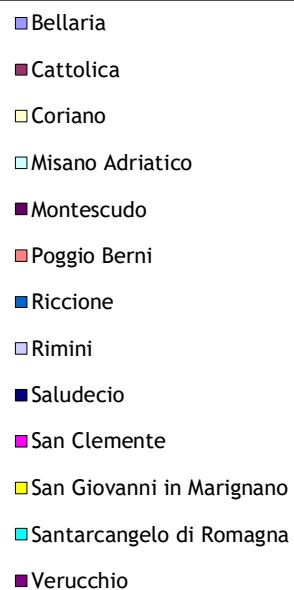 Bellaria
Cattolica
Coriano
Misano Adriatico
Montescudo
Poggio Berni
Riccione
Rimini
Saludecio
San Clemente
San Giovanni in Marignano
Santarcangelo di Romagna
Verucchio